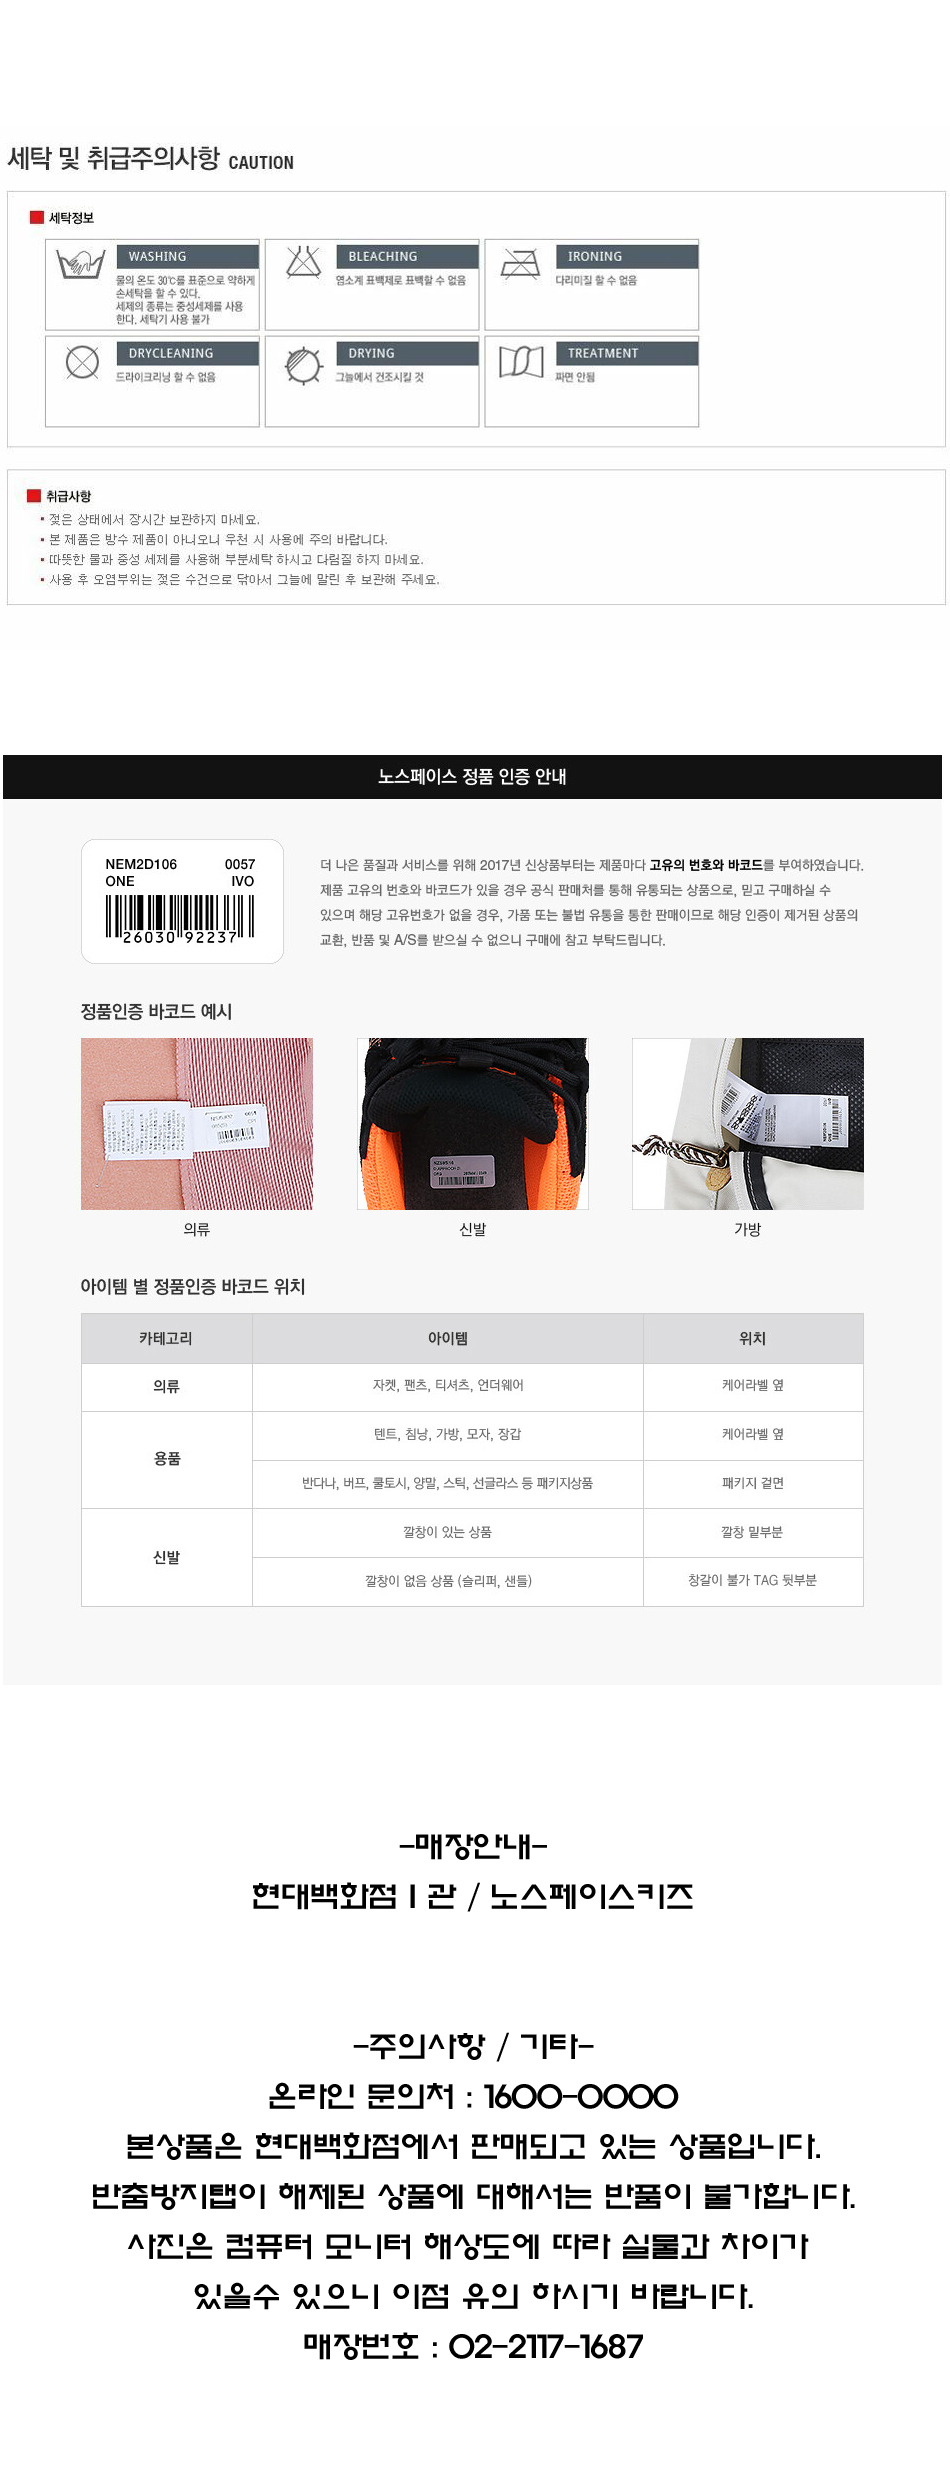 세탁 및 취급주의사항 CAUTION
세탁정보
WASHING
물의 온도 30℃를 표준으로 약하게
손세탁을 할 수 있다.
세제의 종류는 중성세제를 사용
한다. 세탁기 사용 불가
BLEACHING
염소계 표백제로 표백할 수 없음
IRONING
다리미질 할 수 없음
DRYCLEANING
드라이크리닝 할 수 없음
DRYING
그늘에서 건조시킬 것
TREATMENT
짜면 안됨
취급사항
젖은 상태에서 장시간 보관하지 마세요.
본 제품은 방수 제품이 아니오니 우천 시 사용에 주의 바랍니다.
따뜻한 물과 중성 세제를 사용해 부분세탁 하시고 다림질 하지 마세요.
사용 후 오염부위는 젖은 수건으로 닦아서 그늘에 말린 후 보관해 주세요.
노스페이스 정품 인증 안내
NEM2D106 0057
ONE IVO
26030 92237
더 나은 품질과 서비스를 위해 2017년 신상품부터는 제품마다 고유의 번호와 바코드를 부여하였습니다.
제품 고유의 번호와 바코드가 있을 경우 공식 판매처를 통해 유통되는 상품으로, 믿고 구매하실 수
있으며 해당 고유번호가 없을 경우, 가품 또는 불법 유통을 통한 판매이므로 해당 인증이 제거된 상품의
교환, 반품 및 A/S를 받으실 수 없으니 구매에 참고 부탁드립니다.
정품인증 바코드 예시
의류 신발 가방
아이템 별 정품인증 바코드 위치
카테고리 아이템 위치
의류 자켓, 팬츠, 티셔츠, 언더웨어 케어라벨 옆
용품 텐트, 침낭, 가방, 모자, 장갑 케어라벨 옆
반다나, 버프, 쿨토시, 양말, 스틱, 선글라스 등 패키지상품 패키지 겉면
신발 깔창이 있는 상품 깔창 밑부분
깔창이 없음 상품 (슬리퍼, 샌들) 창갈이 불가 TAG 뒷부분
-매장안내-
현대백화점 | 관 / 노스페이스키즈
-주의사항 / 기타-
온라인 문의처 : 1600-0000
본상품은 현대백화점에서 판매되고 있는 상품입니다.
반출방지탭이 해제된 상품에 대해서는 반품이 불가합니다.
사진은 컴퓨터 모니터 해상도에 따라 실물과 차이가
있을수 있으니 이점 유의 하시기 바랍니다.
매장번호 : 02-2117-1687